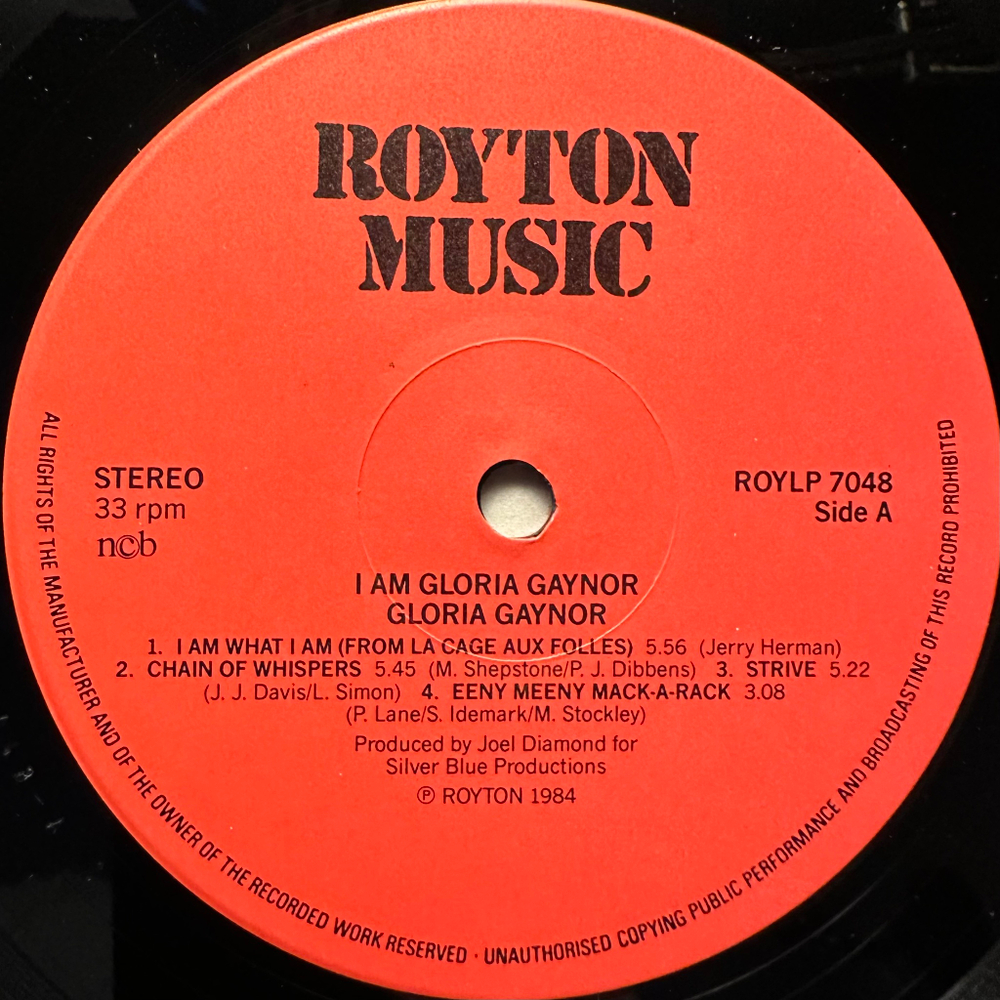 ROYTON
MUSIC
STEREO
33 rpm
n©b
ROYLP 7048
Side A
I AM GLORIA GAYNOR
GLORIA GAYNOR
1. I AM WHAT I AM (FROM LA CAGE AUX FOLLES) 5.56 (Jerry Herman)
2. CHAIN OF WHISPERS 5.45 (M. Shepstone/P. J. Dibbens) 3. STRIVE 5.22
(J. J. Davis/L. Simon) 4. EENY MEENY MACK-A-RACK 3.08
(P. Lane/S. Idemark/M. Stockley)
Produced by Joel Diamond for
Silver Blue Productions
℗ ROYTON 1984
ALL RIGHTS OF THE MANUFACTURER AND OF THE OWNER OF THE RECORDED WORK RESERVED · UNAUTHORISED COPYING PUBLIC PERFORMANCE AND BROADCASTING OF THIS RECORD PROHIBITED